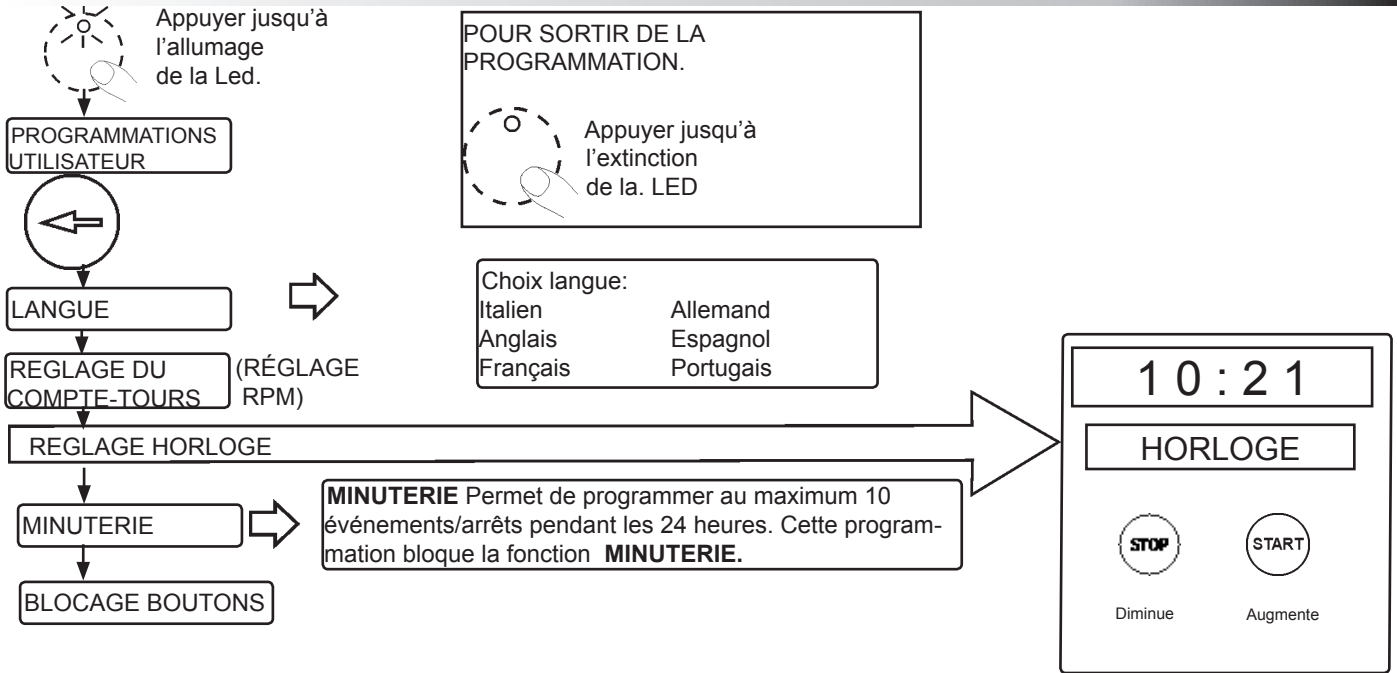 Appuyer jusqu'à
l'allumage
de la Led.
POUR SORTIR DE LA
PROGRAMMATION.
Appuyer jusqu'à
l'extinction
de la. LED
PROGRAMMATIONS
UTILISATEUR
LANGUE
Choix langue:
Italien Allemand
Anglais Espagnol
Français Portugais
REGLAGE DU
COMPTE-TOURS
(RÉGLAGE
RPM)
REGLAGE HORLOGE
10:21
HORLOGE
STOP START
Diminue Augmente
MINUTERIE
MINUTERIE Permet de programmer au maximum 10
événements/arrêts pendant les 24 heures. Cette program-
mation bloque la fonction MINUTERIE.
BLOCAGE BOUTONS